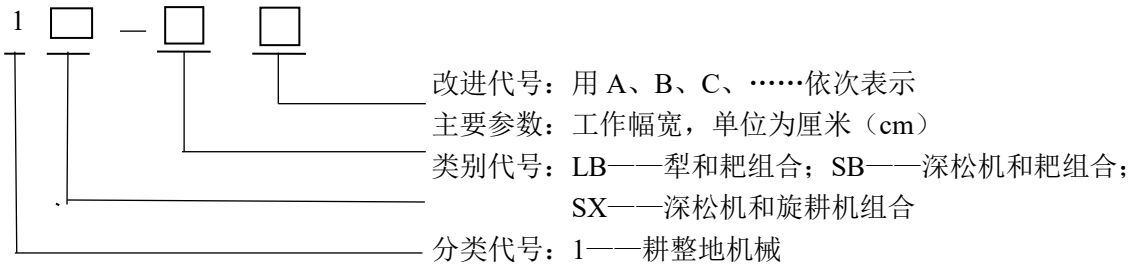 1 □ — □ □
改进代号：用 A、B、C、……依次表示
主要参数：工作幅宽，单位为厘米（cm）
类别代号：LB——犁和耙组合；SB——深松机和耙组合；
SX——深松机和旋耕机组合
分类代号：1——耕整地机械